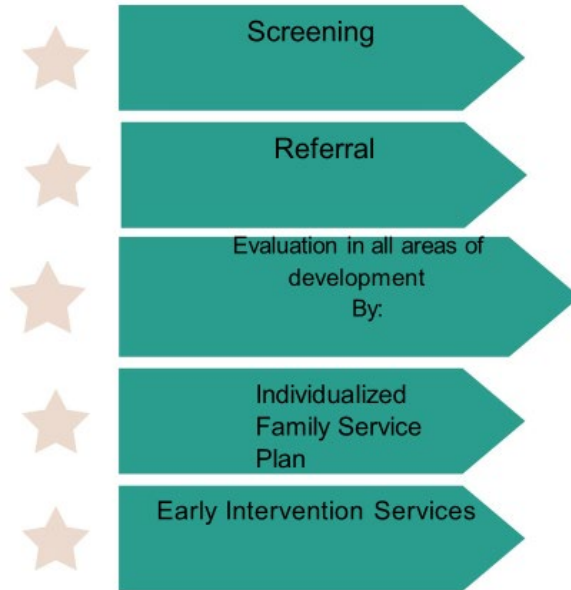 Screening
Referral
Evaluation in all areas of
development
By:
Individualized
Family Service
Plan
Early Intervention Services